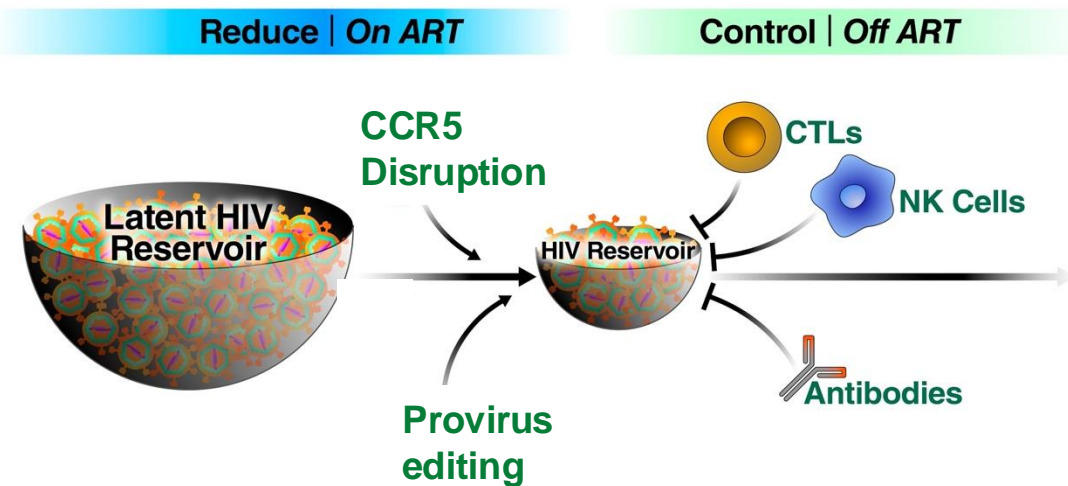 Reduce | On ART
Control | Off ART
CCR5
Disruption
CTLs
NK Cells
Latent HIV
Reservoir
HIV Reservoir
Antibodies
Provirus
editing